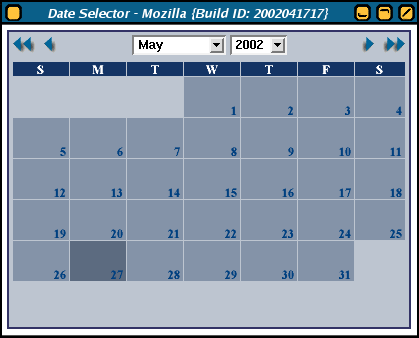 Date Selector - Mozilla {Build ID: 2002041717}
May 2002
S M T W T F S
1 2 3 4
5 6 7 8 9 10 11
12 13 14 15 16 17 18
19 20 21 22 23 24 25
26 27 28 29 30 31